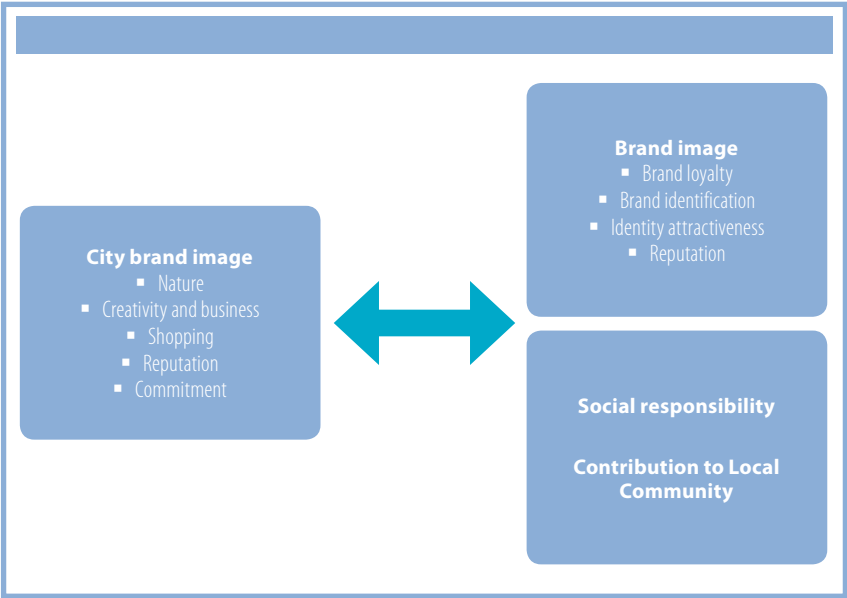 City brand image
▪ Nature
▪ Creativity and business
▪ Shopping
▪ Reputation
▪ Commitment
Brand image
▪ Brand loyalty
▪ Brand identification
▪ Identity attractiveness
▪ Reputation
Social responsibility
Contribution to Local
Community